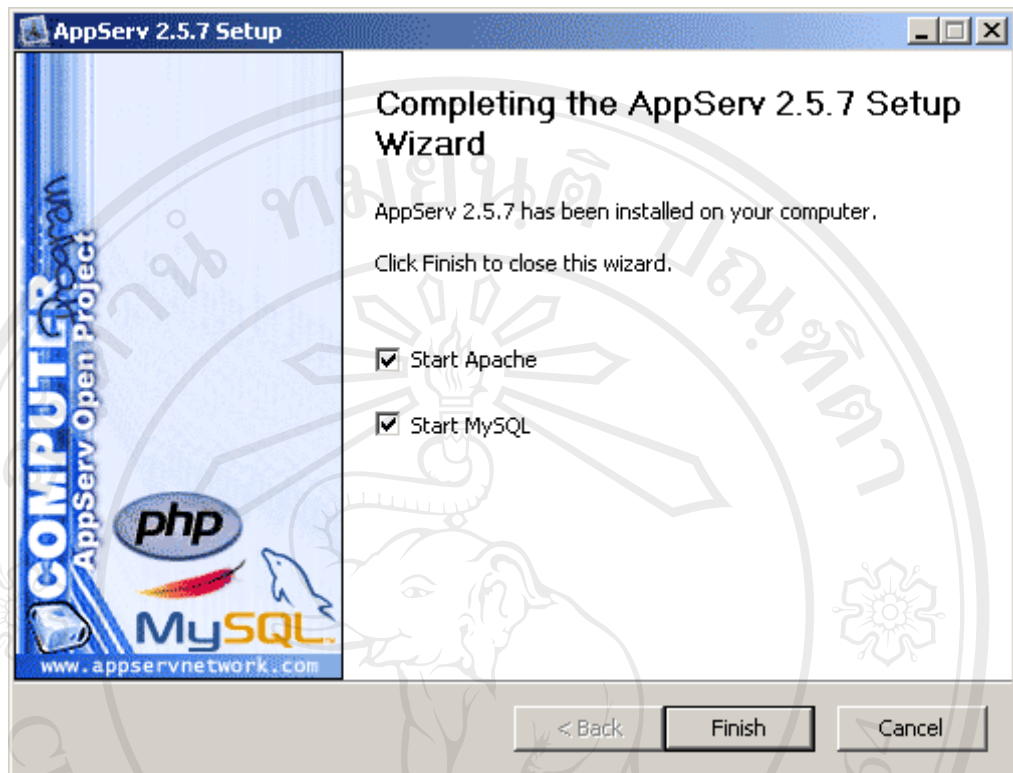 AppServ 2.5.7 Setup
Completing the AppServ 2.5.7 Setup
Wizard
AppServ 2.5.7 has been installed on your computer.
Click Finish to close this wizard.
Start Apache
Start MySQL
COMPUTER
AppServ Open Project
php
MySQL
www.appservnetwork.com
< Back
Finish
Cancel